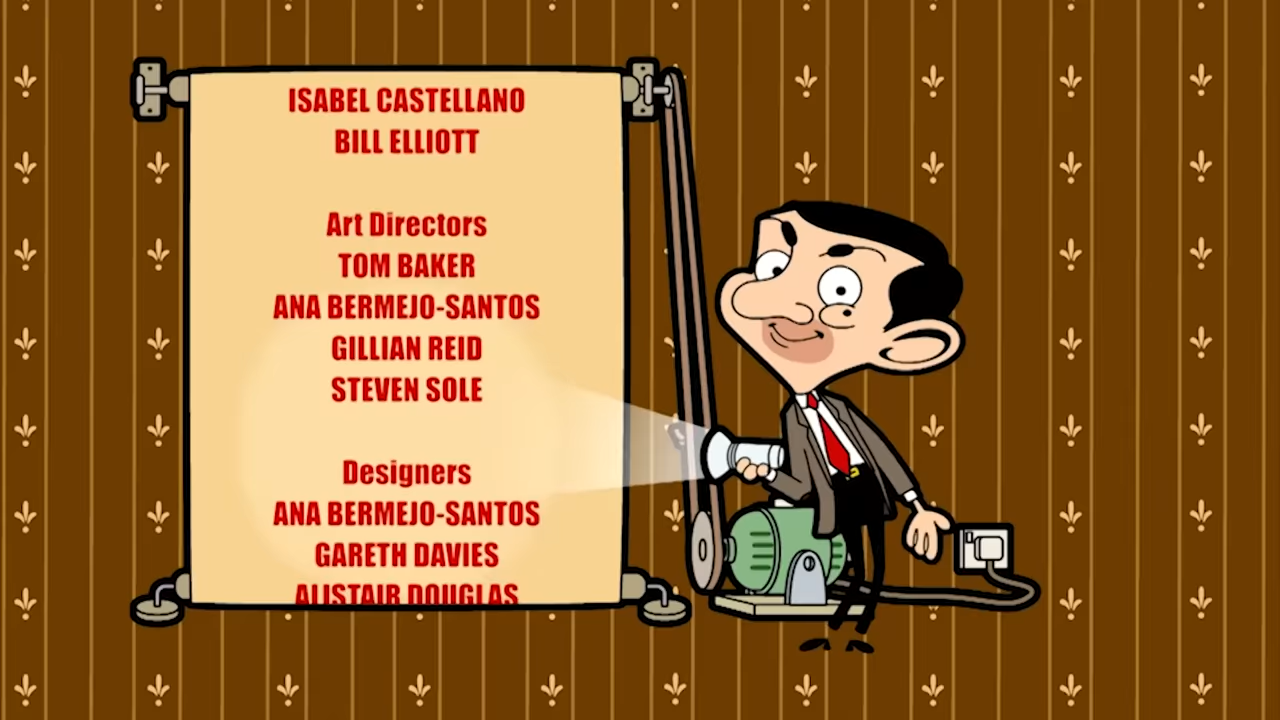 ISABEL CASTELLANO
BILL ELLIOTT
Art Directors
TOM BAKER
ANA BERMEJO-SANTOS
GILLIAN REID
STEVEN SOLE
Designers
ANA BERMEJO-SANTOS
GARETH DAVIES
ALISTAIR DOUGLAS